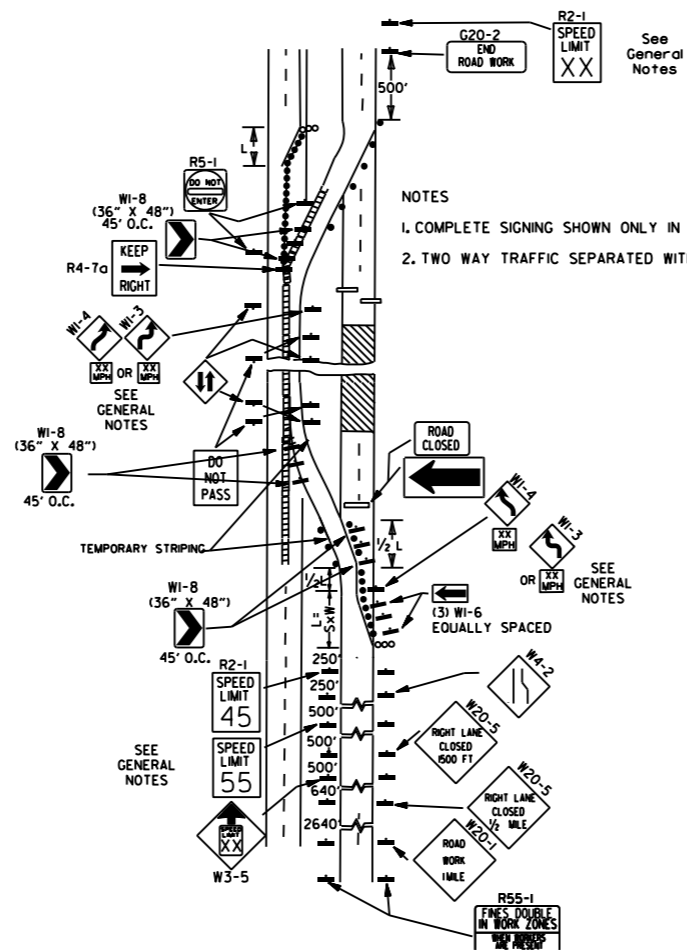 R2-1
SPEED
LIMIT
XX
See
General
Notes
G20-2
END
ROAD WORK
500'
L
R5-1
DO NOT
ENTER
W1-8
(36" X 48")
45' O.C.
KEEP
RIGHT
R4-7a
NOTES
1. COMPLETE SIGNING SHOWN ONLY IN
2. TWO WAY TRAFFIC SEPARATED WIT
W1-4
W1-3
XX
MPH
OR
XX
MPH
SEE
GENERAL
NOTES
W1-8
(36" X 48")
45' O.C.
DO
NOT
PASS
ROAD
CLOSED
W1-4
XX
MPH
W1-3
OR
XX
MPH
SEE
GENERAL
NOTES
TEMPORARY STRIPING
1/2 L
1/2L
L=
SxW
W1-8
(36" X 48")
45' O.C.
(3) W1-6
EQUALLY SPACED
R2-1
SPEED
LIMIT
45
250'
250'
500'
500'
500'
640'
2640'
W4-2
SEE
GENERAL
NOTES
SPEED
LIMIT
55
W20-5
RIGHT LANE
CLOSED
1500 FT
W20-5
RIGHT LANE
CLOSED
1/2 MILE
SPEED
LIMIT
XX
W3-5
W20-1
ROAD
WORK
1 MILE
R55-1
FINES DOUBLE
IN WORK ZONES
WHEN WORKERS
ARE PRESENT